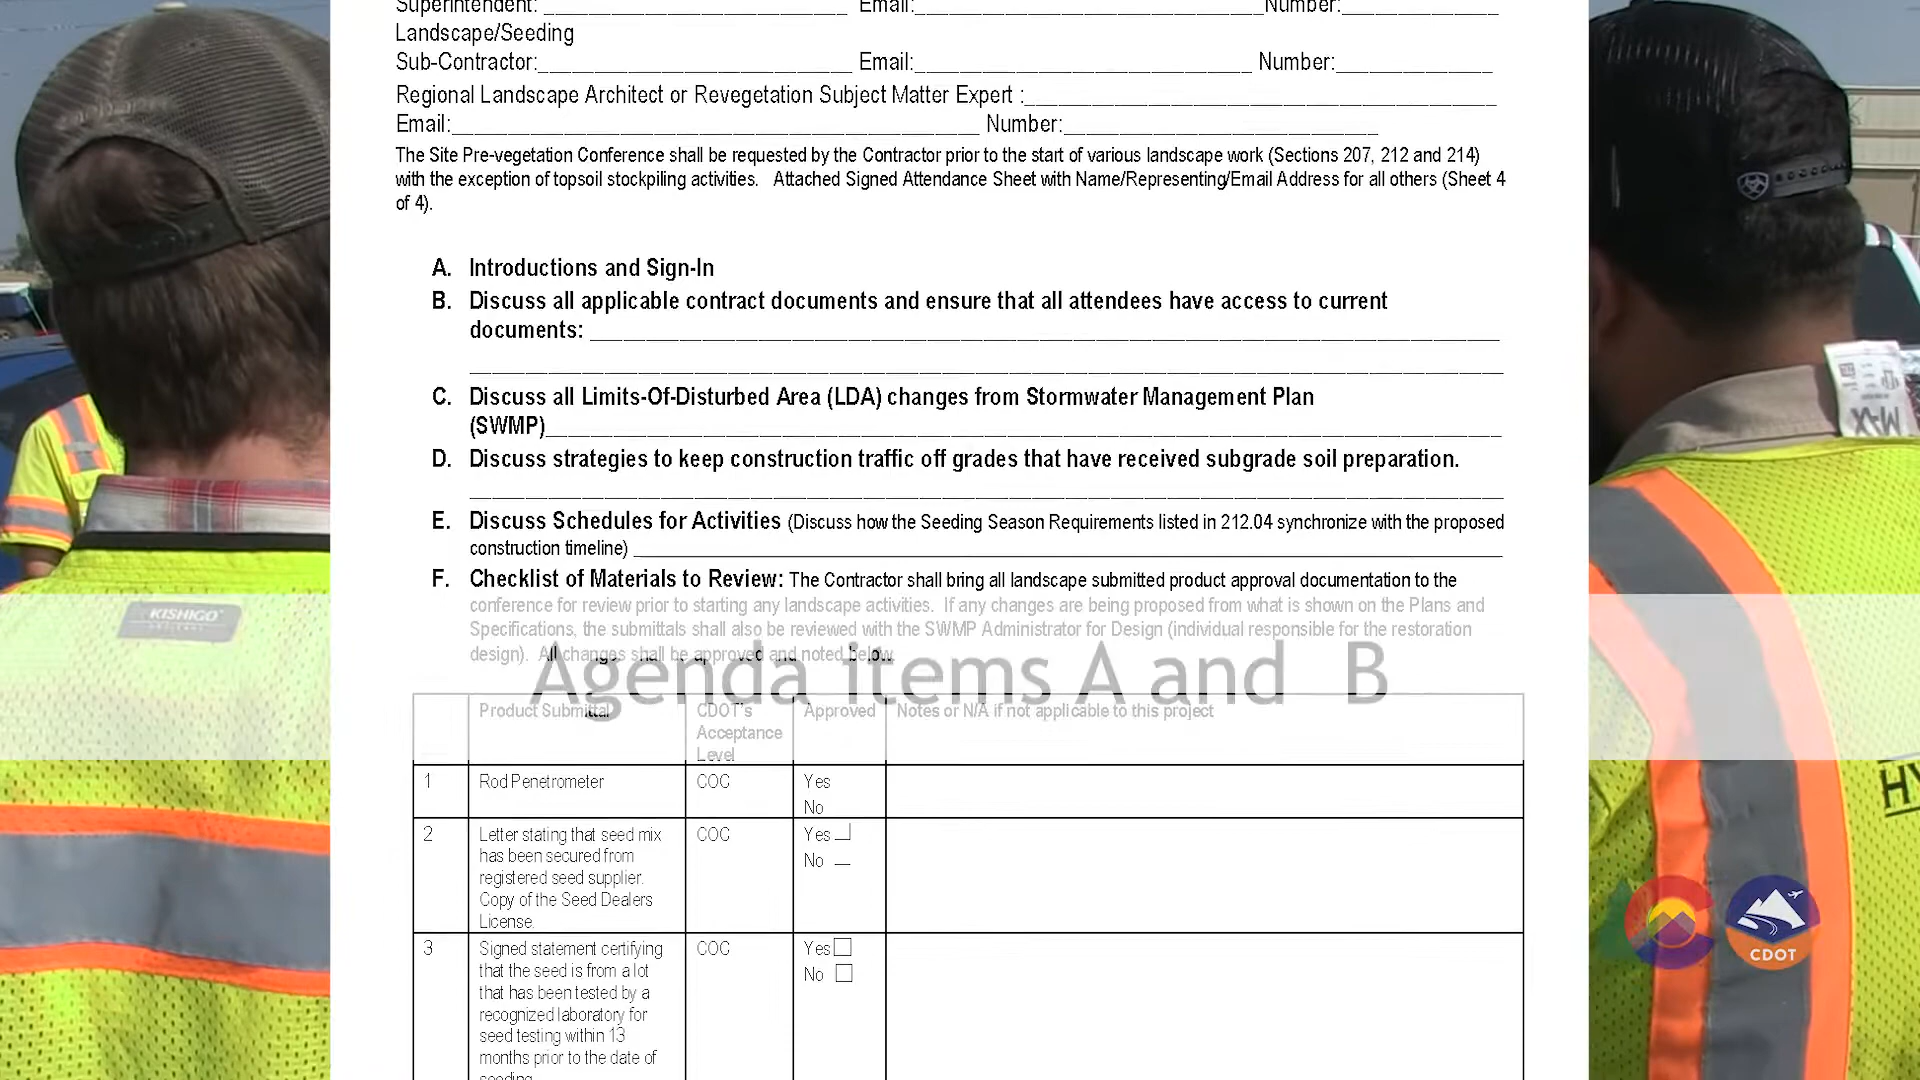 Superintendent: ___ Email:___Number:___
Landscape/Seeding
Sub-Contractor:___ Email:___ Number:___
Regional Landscape Architect or Revegetation Subject Matter Expert :___
Email:___ Number:___
The Site Pre-vegetation Conference shall be requested by the Contractor prior to the start of various landscape work (Sections 207, 212 and 214)
with the exception of topsoil stockpiling activities. Attached Signed Attendance Sheet with Name/Representing/Email Address for all others (Sheet 4
of 4).
A. Introductions and Sign-In
B. Discuss all applicable contract documents and ensure that all attendees have access to current
documents: ___
C. Discuss all Limits-Of-Disturbed Area (LDA) changes from Stormwater Management Plan
(SWMP)___
D. Discuss strategies to keep construction traffic off grades that have received subgrade soil preparation.
E. Discuss Schedules for Activities (Discuss how the Seeding Season Requirements listed in 212.04 synchronize with the proposed
construction timeline) ___
F. Checklist of Materials to Review: The Contractor shall bring all landscape submitted product approval documentation to the
conference for review prior to starting any landscape activities. If any changes are being proposed from what is shown on the Plans and
Specifications, the submittals shall also be reviewed with the SWMP Administrator for Design (individual responsible for the restoration
design). All changes shall be approved and noted below.
Agenda items A and B
Product Submittal
CDOT's
Acceptance
Level
Approved
Notes or N/A if not applicable to this project
1
Rod Penetrometer
COC
Yes
No
2
Letter stating that seed mix
has been secured from
registered seed supplier.
Copy of the Seed Dealers
License.
COC
Yes
No
3
Signed statement certifying
that the seed is from a lot
that has been tested by a
recognized laboratory for
seed testing within 13
months prior to the date of
seeding
COC
Yes
No
KISHIGO
HV
CDOT